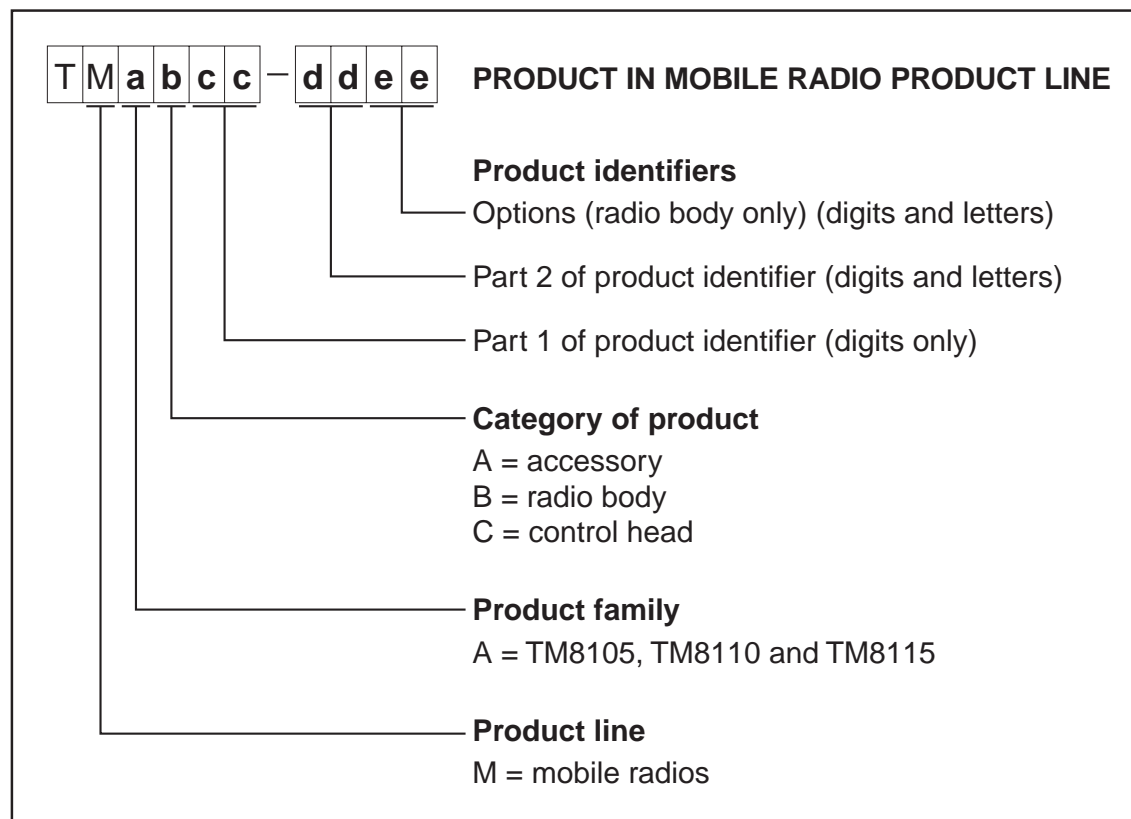 TMabcc–ddee PRODUCT IN MOBILE RADIO PRODUCT LINE
Product identifiers
Options (radio body only) (digits and letters)
Part 2 of product identifier (digits and letters)
Part 1 of product identifier (digits only)
Category of product
A = accessory
B = radio body
C = control head
Product family
A = TM8105, TM8110 and TM8115
Product line
M = mobile radios